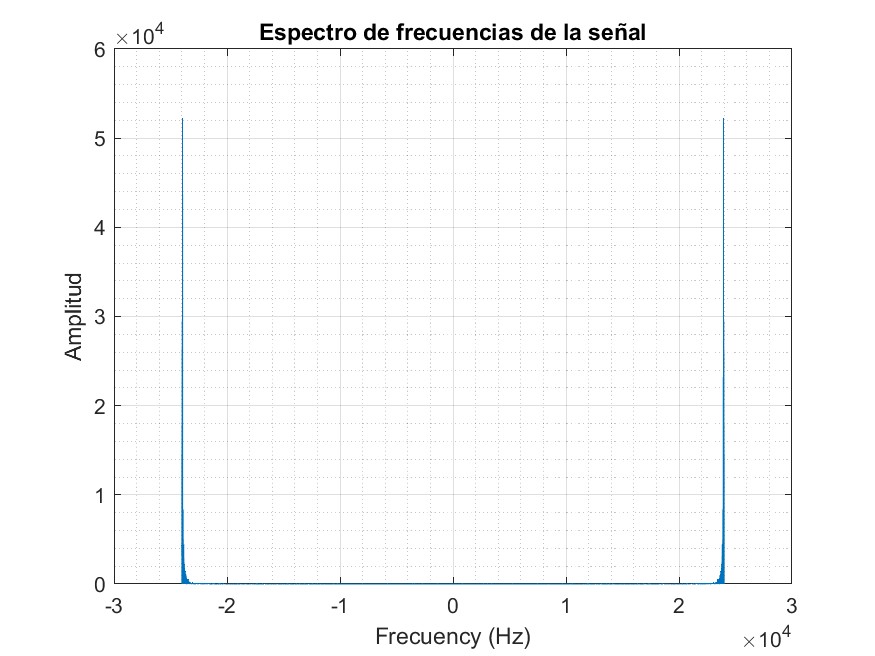 Espectro de frecuencias de la señal
×10⁴
6
5
4
3
2
1
0
Amplitud
-3 -2 -1 0 1 2 3
Frecuency (Hz)
×10⁴